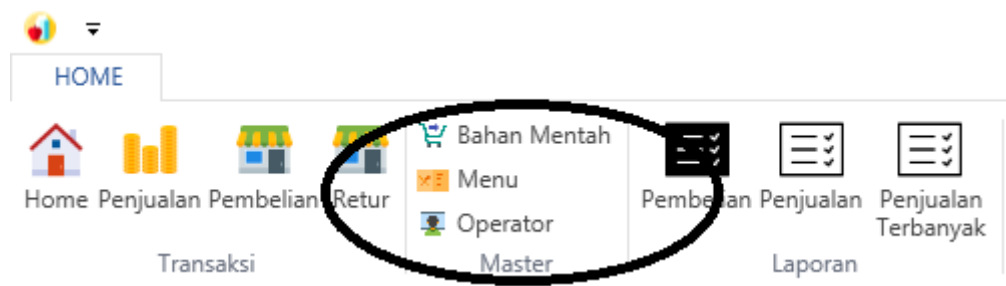 HOME
Bahan Mentah
Menu
Home Penjualan Pembelian Retur Pembelian Penjualan Penjualan Terbanyak
Operator
Transaksi Master Laporan